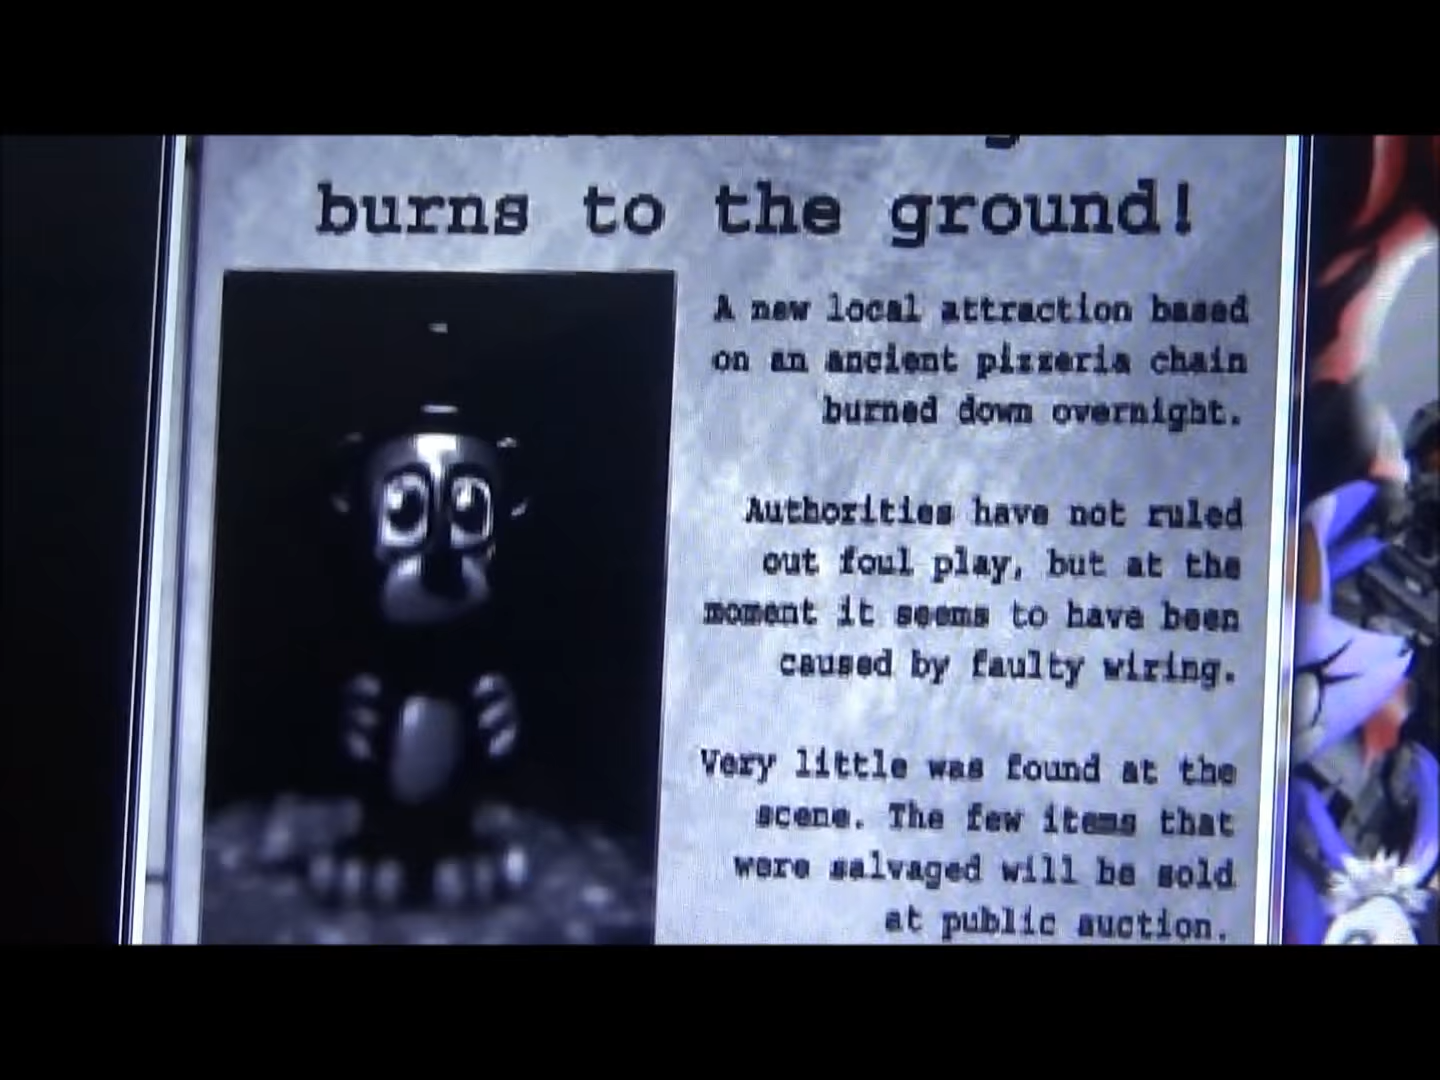 burns to the ground!
A new local attraction based
on an ancient pizzeria chain
burned down overnight.
Authorities have not ruled
out foul play, but at the
moment it seems to have been
caused by faulty wiring.
Very little was found at the
scene. The few items that
were salvaged will be sold
at public auction.